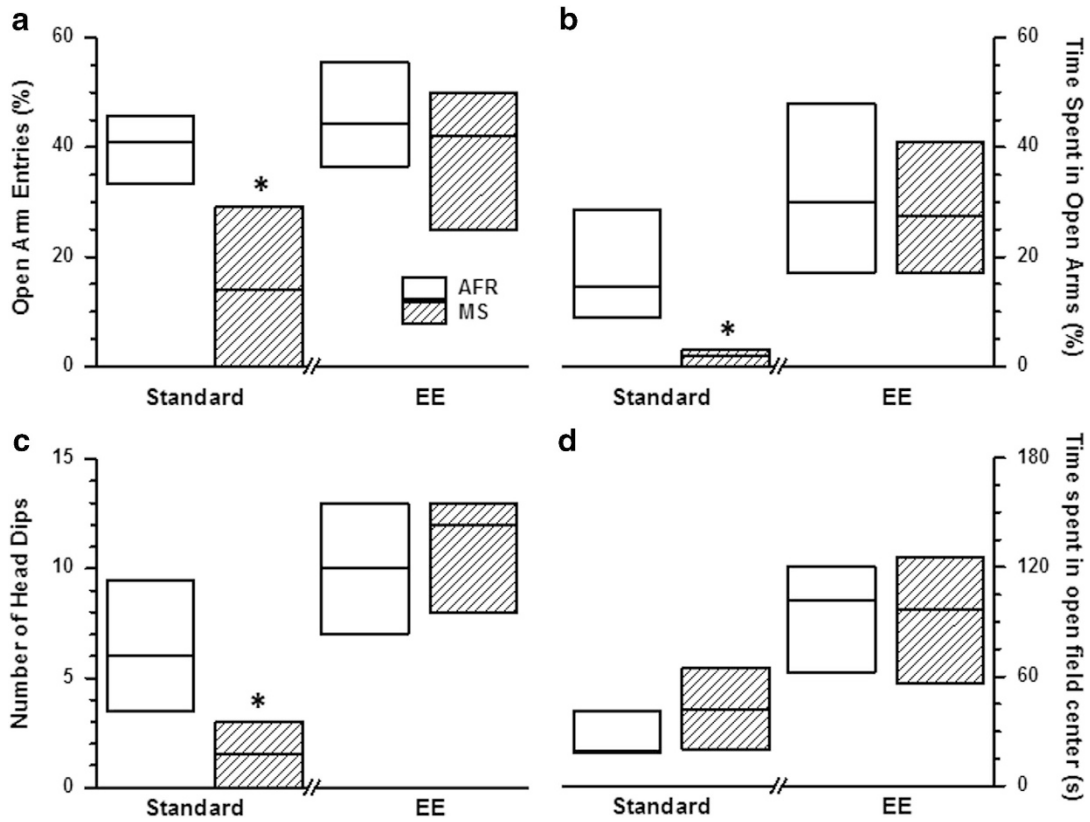 a
60
40
20
0
Open Arm Entries (%)
*
AFR
MS
Standard
EE
b
60
40
20
0
Time Spent in Open Arms (%)
*
Standard
EE
c
15
10
5
0
Number of Head Dips
*
Standard
EE
d
180
120
60
0
Time spent in open field center (s)
Standard
EE